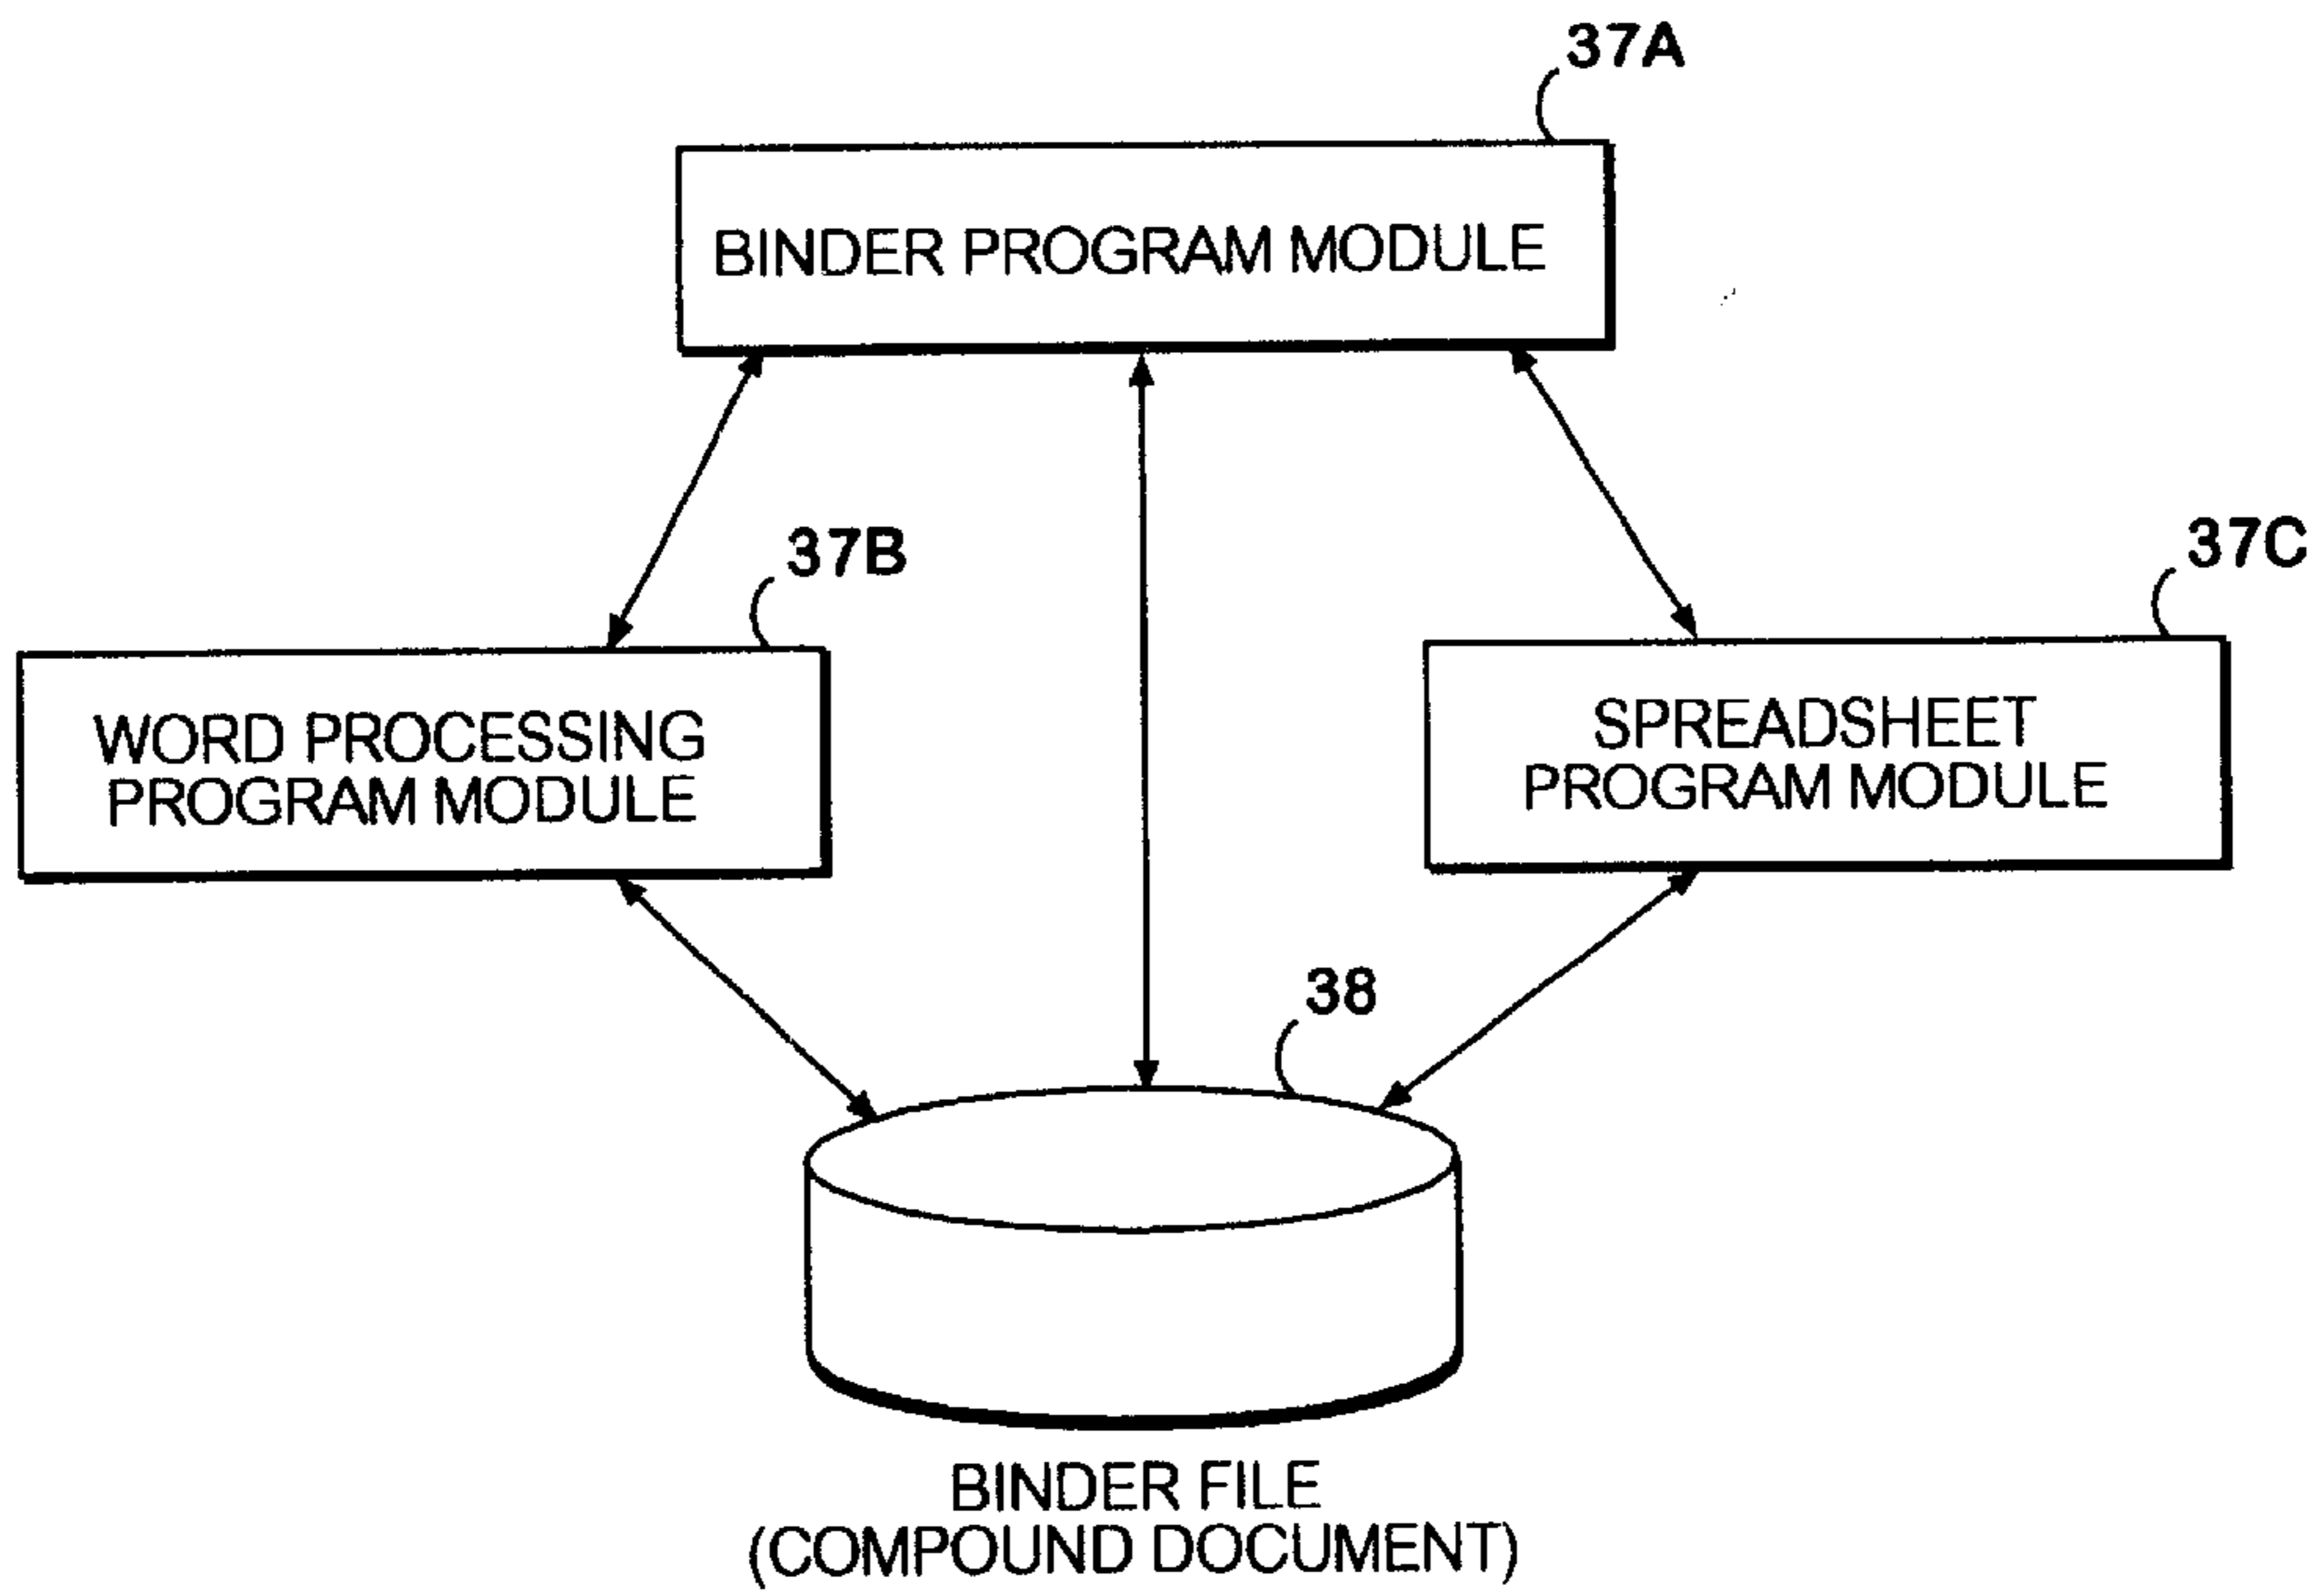 37A
BINDER PROGRAM MODULE
37B
37C
WORD PROCESSING
PROGRAM MODULE
SPREADSHEET
PROGRAM MODULE
38
BINDER FILE
(COMPOUND DOCUMENT)